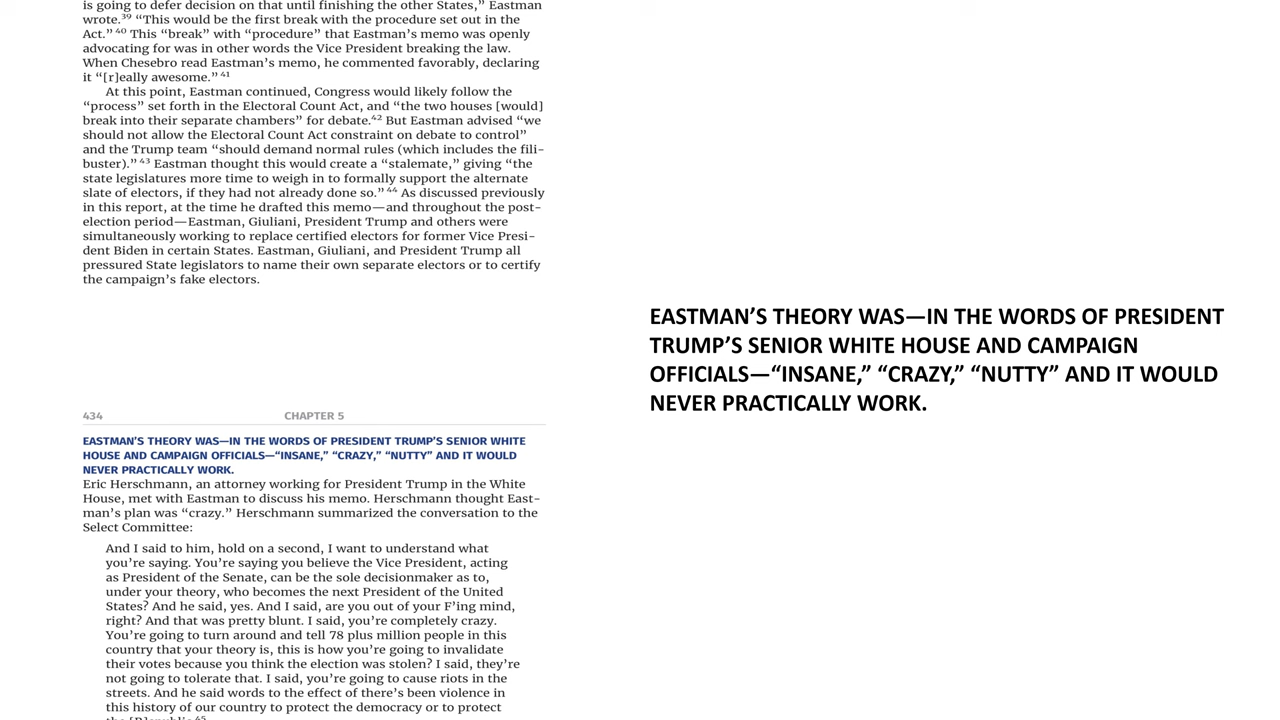 is going to defer decision on that until finishing the other States,” Eastman
wrote.³⁹ “This would be the first break with the procedure set out in the
Act.” ⁴⁰ This “break” with “procedure” that Eastman’s memo was openly
advocating for was in other words the Vice President breaking the law.
When Chesebro read Eastman’s memo, he commented favorably, declaring
it “[r]eally awesome.” ⁴¹
At this point, Eastman continued, Congress would likely follow the
“process” set forth in the Electoral Count Act, and “the two houses [would]
break into their separate chambers” for debate.⁴² But Eastman advised “we
should not allow the Electoral Count Act constraint on debate to control”
and the Trump team “should demand normal rules (which includes the fili-
buster).” ⁴³ Eastman thought this would create a “stalemate,” giving “the
state legislatures more time to weigh in to formally support the alternate
slate of electors, if they had not already done so.” ⁴⁴ As discussed previously
in this report, at the time he drafted this memo—and throughout the post-
election period—Eastman, Giuliani, President Trump and others were
simultaneously working to replace certified electors for former Vice Presi-
dent Biden in certain States. Eastman, Giuliani, and President Trump all
pressured State legislators to name their own separate electors or to certify
the campaign’s fake electors.
434 CHAPTER 5
EASTMAN’S THEORY WAS—IN THE WORDS OF PRESIDENT TRUMP’S SENIOR WHITE
HOUSE AND CAMPAIGN OFFICIALS—“INSANE,” “CRAZY,” “NUTTY” AND IT WOULD
NEVER PRACTICALLY WORK.
Eric Herschmann, an attorney working for President Trump in the White
House, met with Eastman to discuss his memo. Herschmann thought East-
man’s plan was “crazy.” Herschmann summarized the conversation to the
Select Committee:
And I said to him, hold on a second, I want to understand what
you’re saying. You’re saying you believe the Vice President, acting
as President of the Senate, can be the sole decisionmaker as to,
under your theory, who becomes the next President of the United
States? And he said, yes. And I said, are you out of your F’ing mind,
right? And that was pretty blunt. I said, you’re completely crazy.
You’re going to turn around and tell 78 plus million people in this
country that your theory is, this is how you’re going to invalidate
their votes because you think the election was stolen? I said, they’re
not going to tolerate that. I said, you’re going to cause riots in the
streets. And he said words to the effect of there’s been violence in
this history of our country to protect the democracy or to protect
EASTMAN’S THEORY WAS—IN THE WORDS OF PRESIDENT
TRUMP’S SENIOR WHITE HOUSE AND CAMPAIGN
OFFICIALS—“INSANE,” “CRAZY,” “NUTTY” AND IT WOULD
NEVER PRACTICALLY WORK.